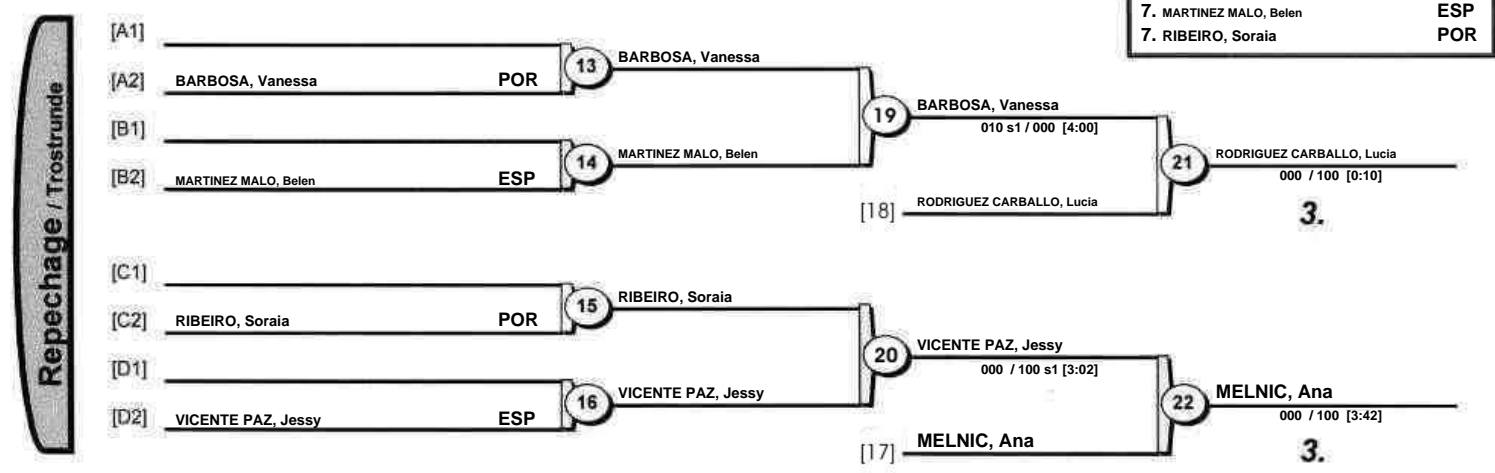 7. MARTINEZ MALO, Belen ESP
7. RIBEIRO, Soraia POR
Repechage / Trostrunde
[A1]
13 BARBOSA, Vanessa
[A2] BARBOSA, Vanessa POR
BARBOSA, Vanessa
19
010 s1 / 000 [4:00]
[B1]
14 MARTINEZ MALO, Belen
[B2] MARTINEZ MALO, Belen ESP
21 RODRIGUEZ CARBALLO, Lucia
000 / 100 [0:10]
[18] RODRIGUEZ CARBALLO, Lucia
3.
[C1]
15 RIBEIRO, Soraia
[C2] RIBEIRO, Soraia POR
20 VICENTE PAZ, Jessy
000 / 100 s1 [3:02]
[D1]
16 VICENTE PAZ, Jessy
[D2] VICENTE PAZ, Jessy ESP
22 MELNIC, Ana
000 / 100 [3:42]
[17] MELNIC, Ana
3.